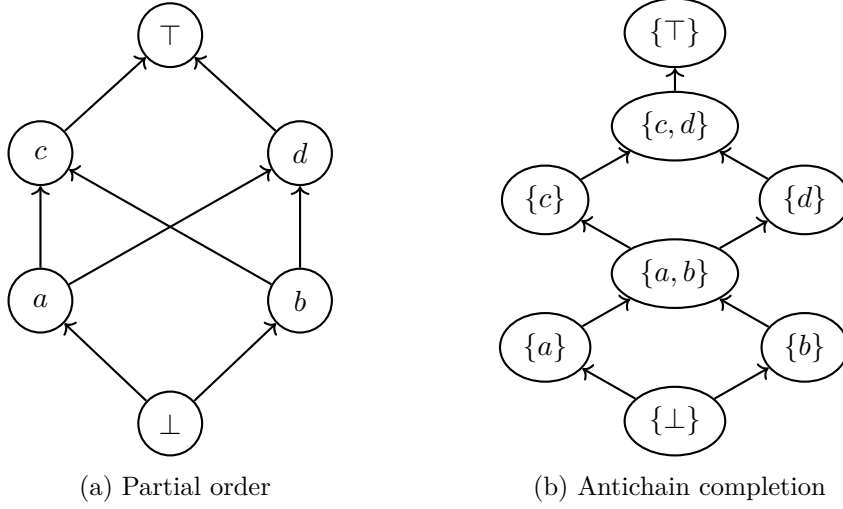 ⊤
c d
a b
⊥
(a) Partial order
{⊤}
{c, d}
{c} {d}
{a, b}
{a} {b}
{⊥}
(b) Antichain completion